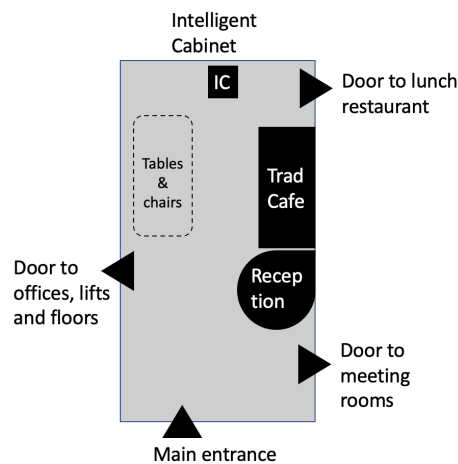 Intelligent
Cabinet
IC
Door to lunch
restaurant
Tables
&
chairs
Trad
Cafe
Door to
offices, lifts
and floors
Recep
tion
Door to
meeting
rooms
Main entrance